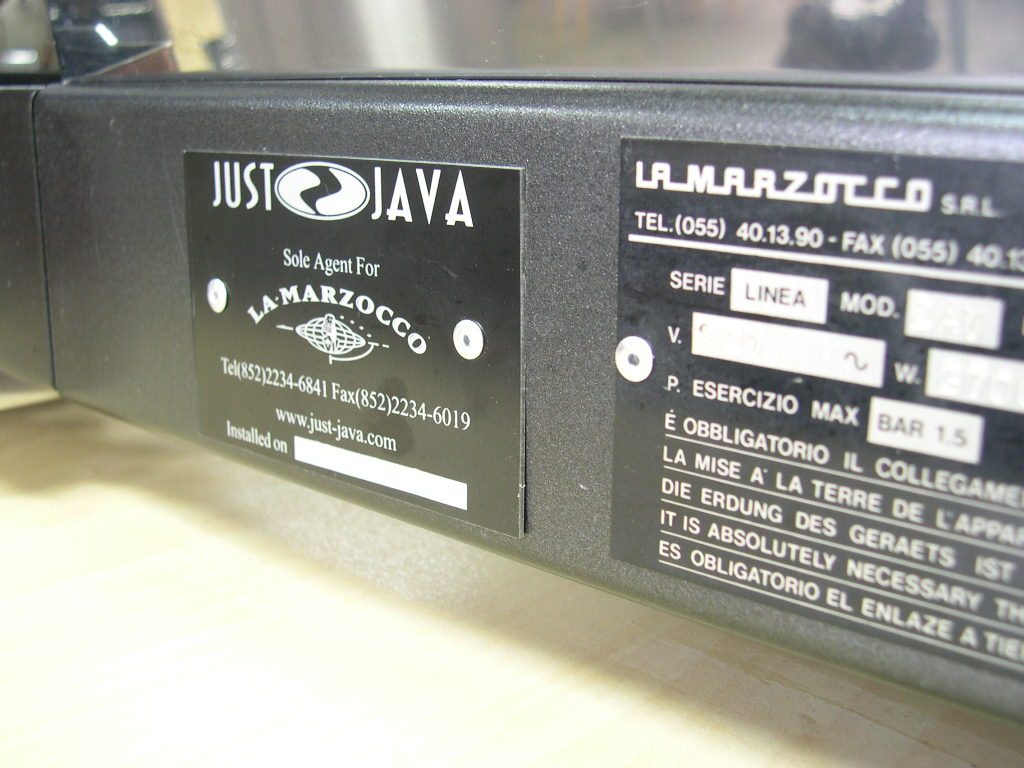 JUST JAVA
Sole Agent For
LA·MARZOCCO
Tel(852)2234-6841 Fax(852)2234-6019
www.just-java.com
Installed on
LA MARZOCCO S.R.L.
TEL.(055) 40.13.90 - FAX (055) 40.13
SERIE LINEA MOD.
V. ~ W.
P. ESERCIZIO MAX BAR 1.5
É OBBLIGATORIO IL COLLEGAME
LA MISE A' LA TERRE DE L'APPAR
DIE ERDUNG DES GERAETS IST
IT IS ABSOLUTELY NECESSARY TH
ES OBLIGATORIO EL ENLAZE A TIE